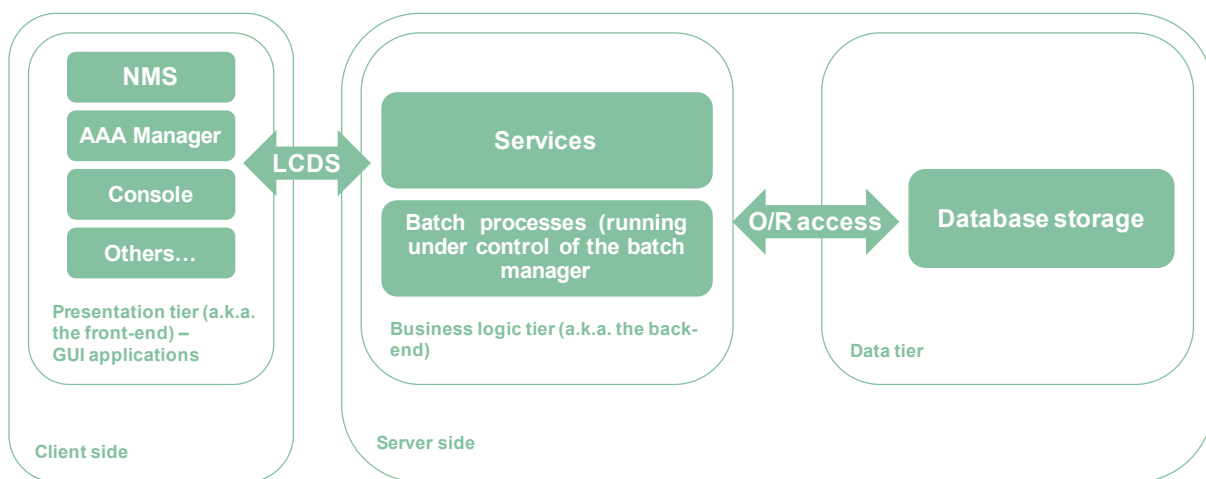 NMS
AAA Manager
Console
Others...
Presentation tier (a.k.a.
the front-end) –
GUI applications
Client side
LCDS
Services
Batch processes (running
under control of the batch
manager
Business logic tier (a.k.a. the back-
end)
Server side
O/R access
Database storage
Data tier